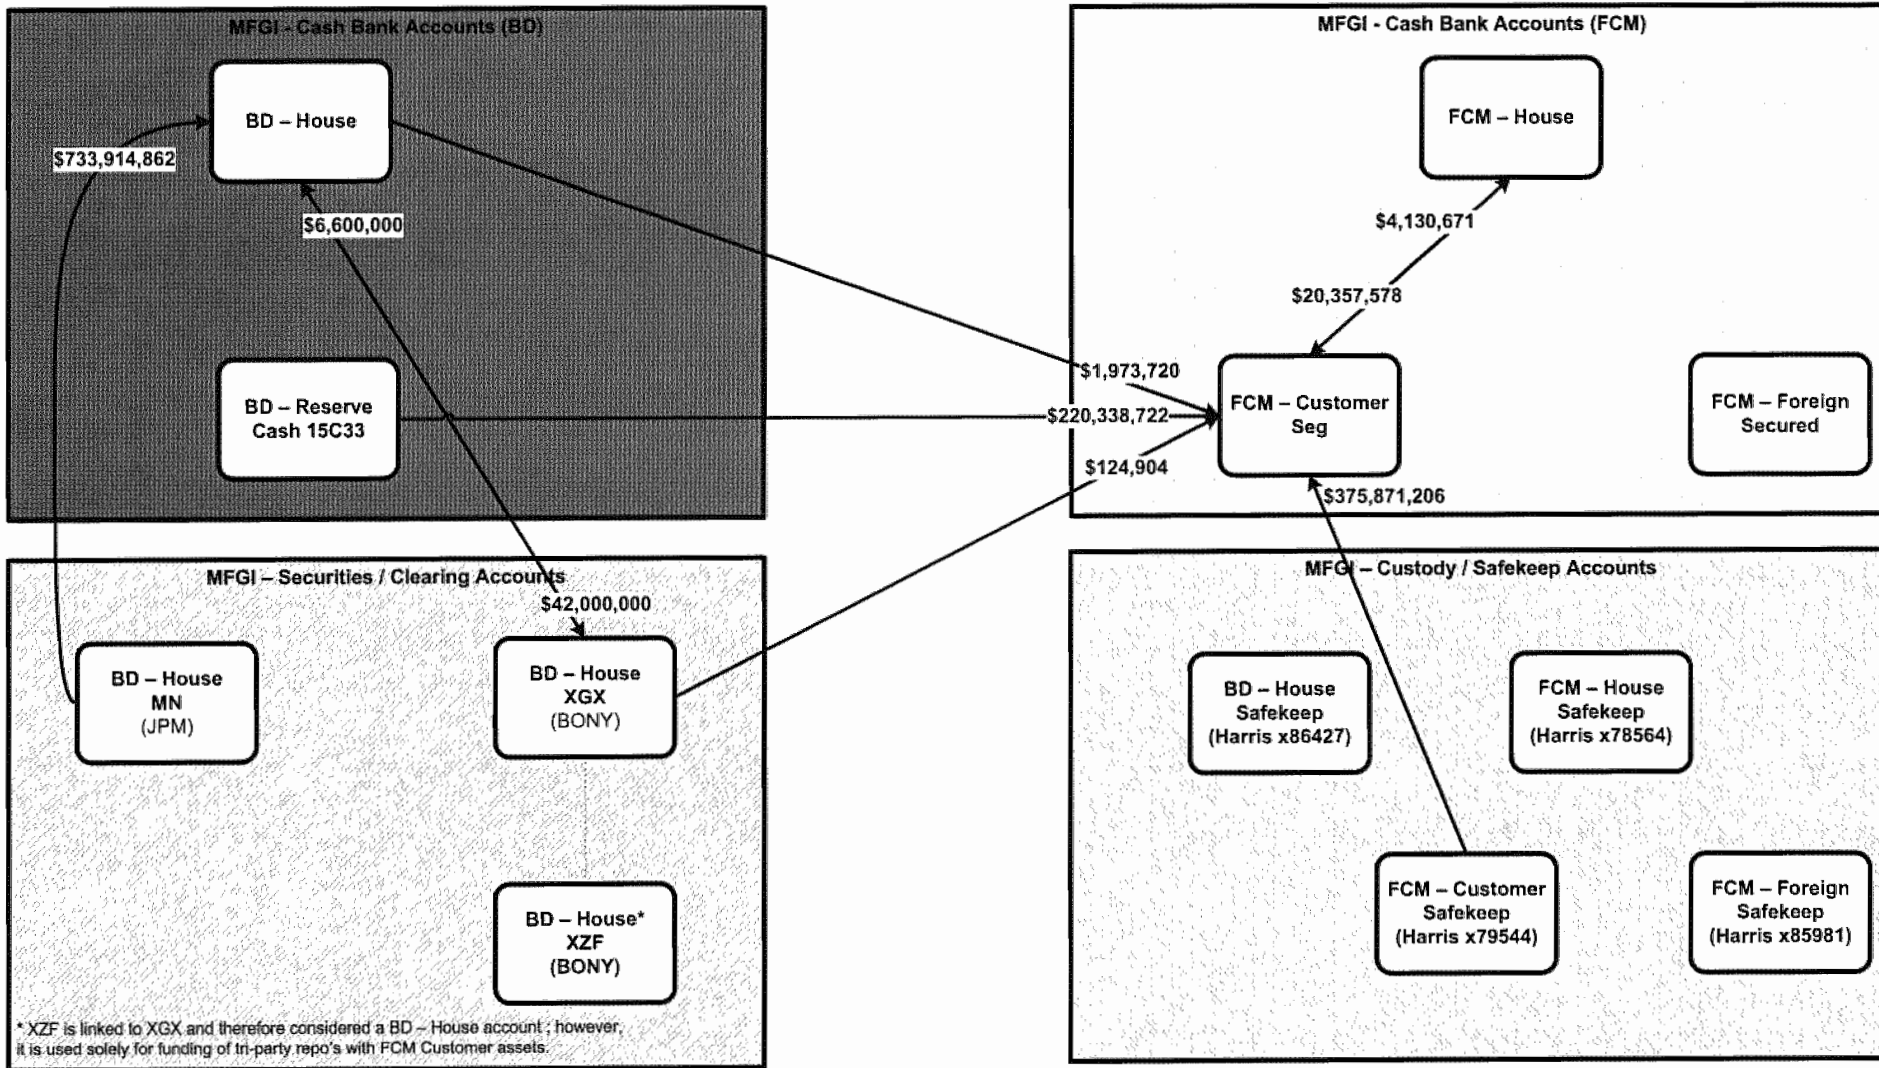 MFGI - Cash Bank Accounts (BD)
BD – House
$733,914,862
$6,600,000
BD – Reserve
Cash 15C33
MFGI - Cash Bank Accounts (FCM)
FCM – House
$4,130,671
$20,357,578
$1,973,720
$220,338,722
$124,904
FCM – Customer
Seg
FCM – Foreign
Secured
$375,871,206
MFGI – Securities / Clearing Accounts
$42,000,000
BD – House
MN
(JPM)
BD – House
XGX
(BONY)
BD – House*
XZF
(BONY)
* XZF is linked to XGX and therefore considered a BD – House account ; however,
it is used solely for funding of tri-party repo's with FCM Customer assets.
MFGI – Custody / Safekeep Accounts
BD – House
Safekeep
(Harris x86427)
FCM – House
Safekeep
(Harris x78564)
FCM – Customer
Safekeep
(Harris x79544)
FCM – Foreign
Safekeep
(Harris x85981)